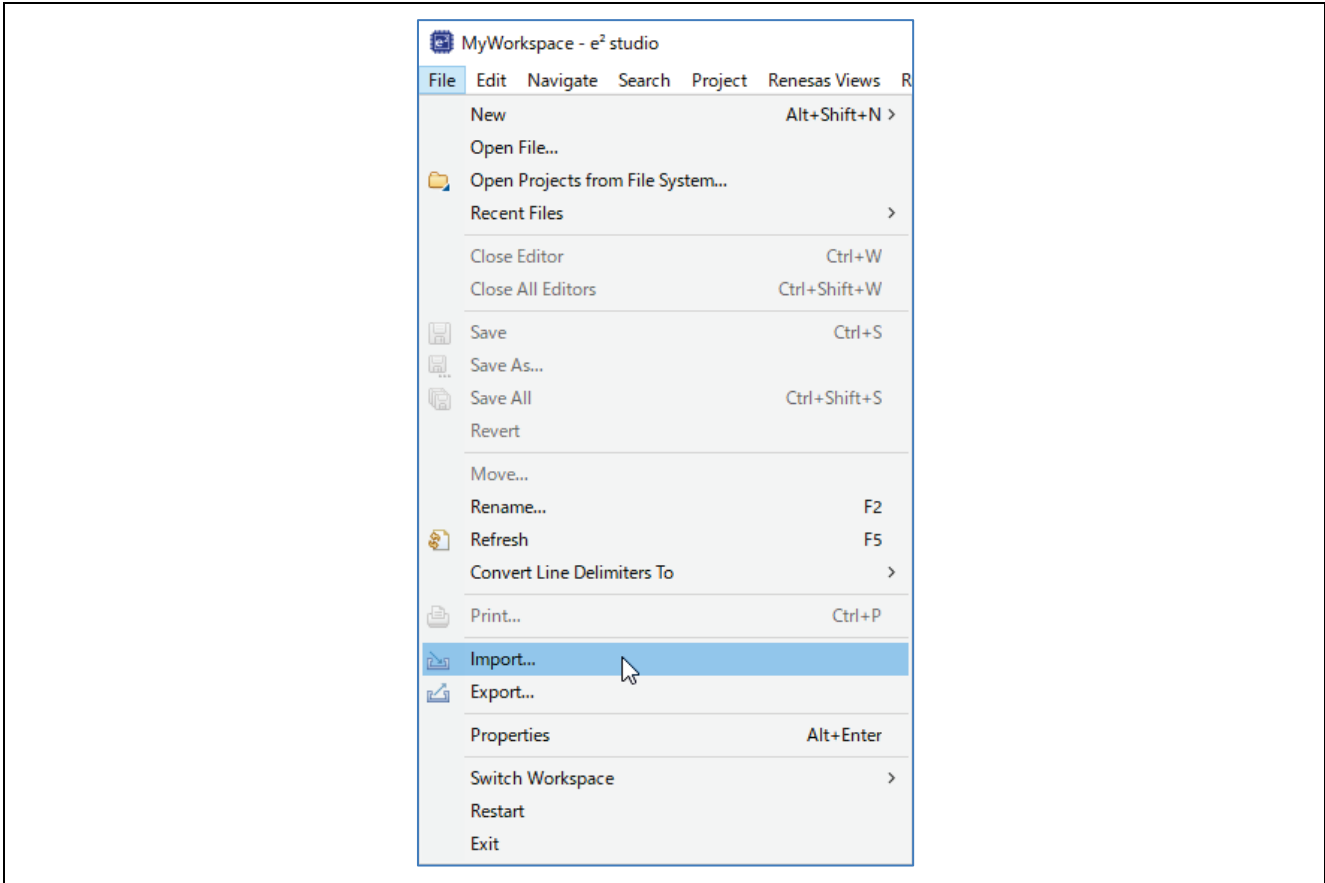 MyWorkspace - e² studio
File Edit Navigate Search Project Renesas Views R
New Alt+Shift+N >
Open File...
Open Projects from File System...
Recent Files >
Close Editor Ctrl+W
Close All Editors Ctrl+Shift+W
Save Ctrl+S
Save As...
Save All Ctrl+Shift+S
Revert
Move...
Rename... F2
Refresh F5
Convert Line Delimiters To >
Print... Ctrl+P
Import...
Export...
Properties Alt+Enter
Switch Workspace >
Restart
Exit